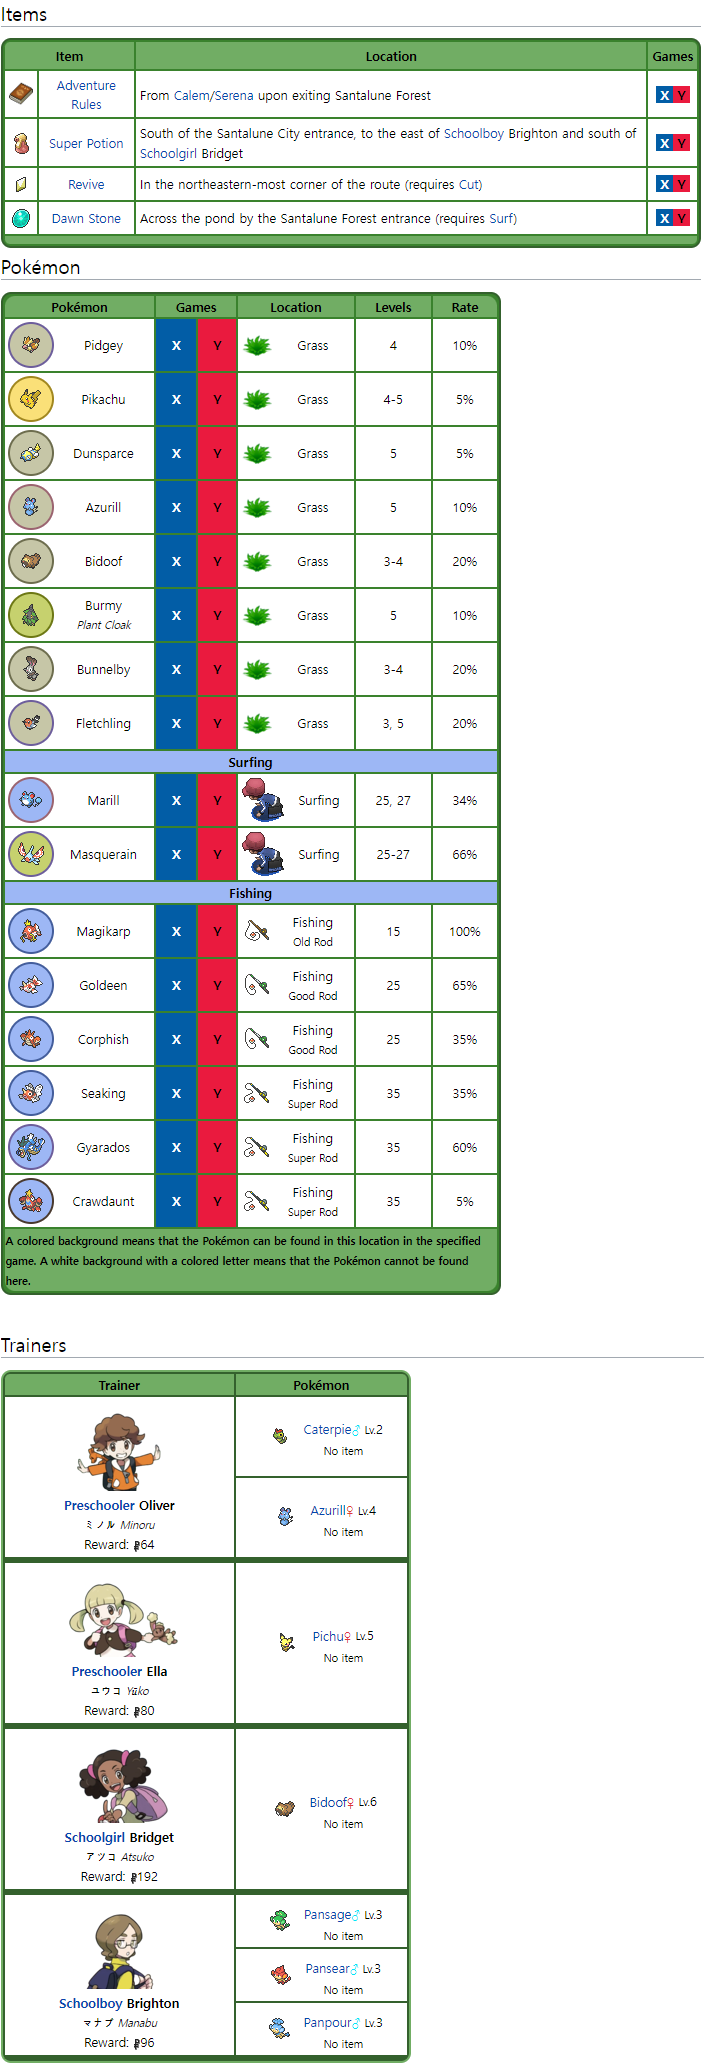 Items
Item Location Games
Adventure
Rules
From Calem/Serena upon exiting Santalune Forest
X Y
Super Potion
South of the Santalune City entrance, to the east of Schoolboy Brighton and south of
Schoolgirl Bridget
X Y
Revive In the northeastern-most corner of the route (requires Cut) X Y
Dawn Stone Across the pond by the Santalune Forest entrance (requires Surf) X Y
Pokémon
Pokémon Games Location Levels Rate
Pidgey X Y Grass 4 10%
Pikachu X Y Grass 4-5 5%
Dunsparce X Y Grass 5 5%
Azurill X Y Grass 5 10%
Bidoof X Y Grass 3-4 20%
Burmy
Plant Cloak
X Y Grass 5 10%
Bunnelby X Y Grass 3-4 20%
Fletchling X Y Grass 3, 5 20%
Surfing
Marill X Y Surfing 25, 27 34%
Masquerain X Y Surfing 25-27 66%
Fishing
Magikarp X Y Fishing
Old Rod
15 100%
Goldeen X Y Fishing
Good Rod
25 65%
Corphish X Y Fishing
Good Rod
25 35%
Seaking X Y Fishing
Super Rod
35 35%
Gyarados X Y Fishing
Super Rod
35 60%
Crawdaunt X Y Fishing
Super Rod
35 5%
A colored background means that the Pokémon can be found in this location in the specified
game. A white background with a colored letter means that the Pokémon cannot be found
here.
Trainers
Trainer Pokémon
Preschooler Oliver
ミノル Minoru
Reward: 64
Caterpie♂ Lv.2
No item
Azurill♀ Lv.4
No item
Preschooler Ella
ユウコ Yūko
Reward: 80
Pichu♀ Lv.5
No item
Schoolgirl Bridget
アツコ Atsuko
Reward: 192
Bidoof♀ Lv.6
No item
Schoolboy Brighton
マナブ Manabu
Reward: 96
Pansage♂ Lv.3
No item
Pansear♂ Lv.3
No item
Panpour♂ Lv.3
No item